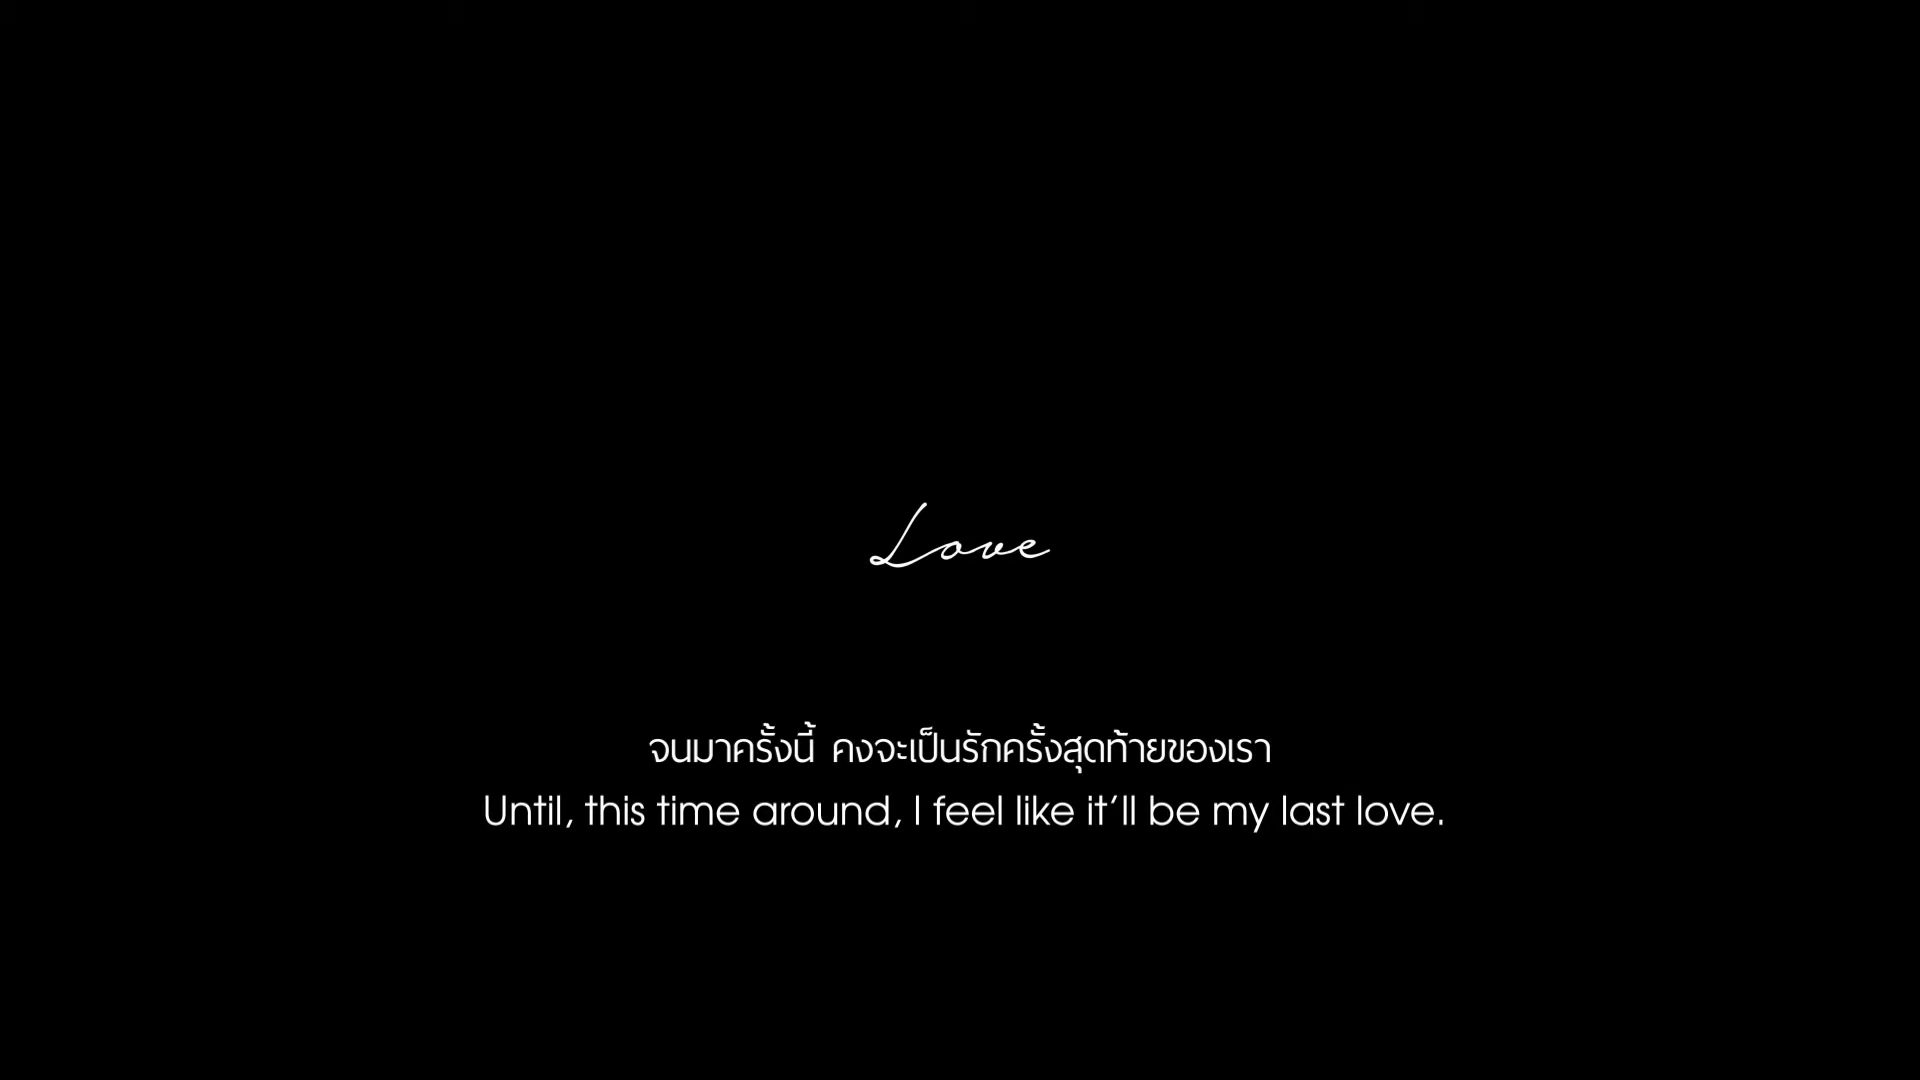 Love
จนมาครั้งนี้ คงจะเป็นรักครั้งสุดท้ายของเรา
Until, this time around, I feel like it’ll be my last love.